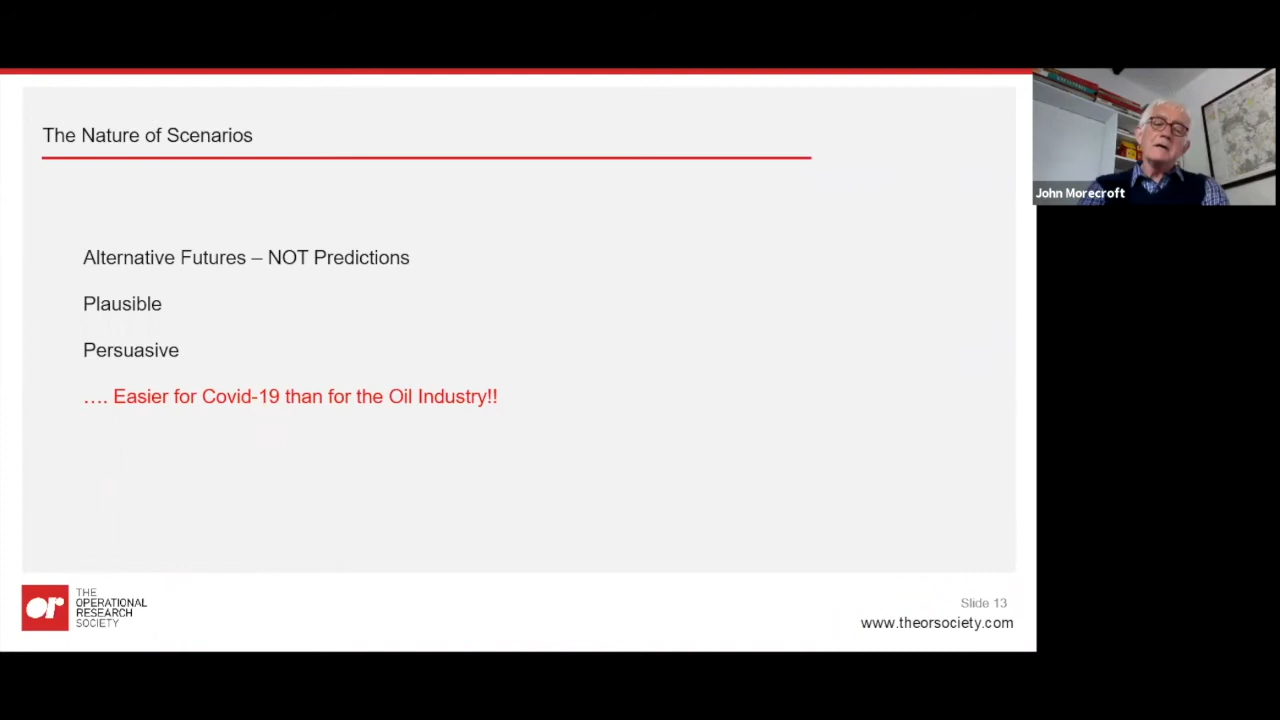 The Nature of Scenarios
John Morecroft
Alternative Futures – NOT Predictions
Plausible
Persuasive
…. Easier for Covid-19 than for the Oil Industry!!
or
THE
OPERATIONAL
RESEARCH
SOCIETY
Slide 13
www.theorsociety.com